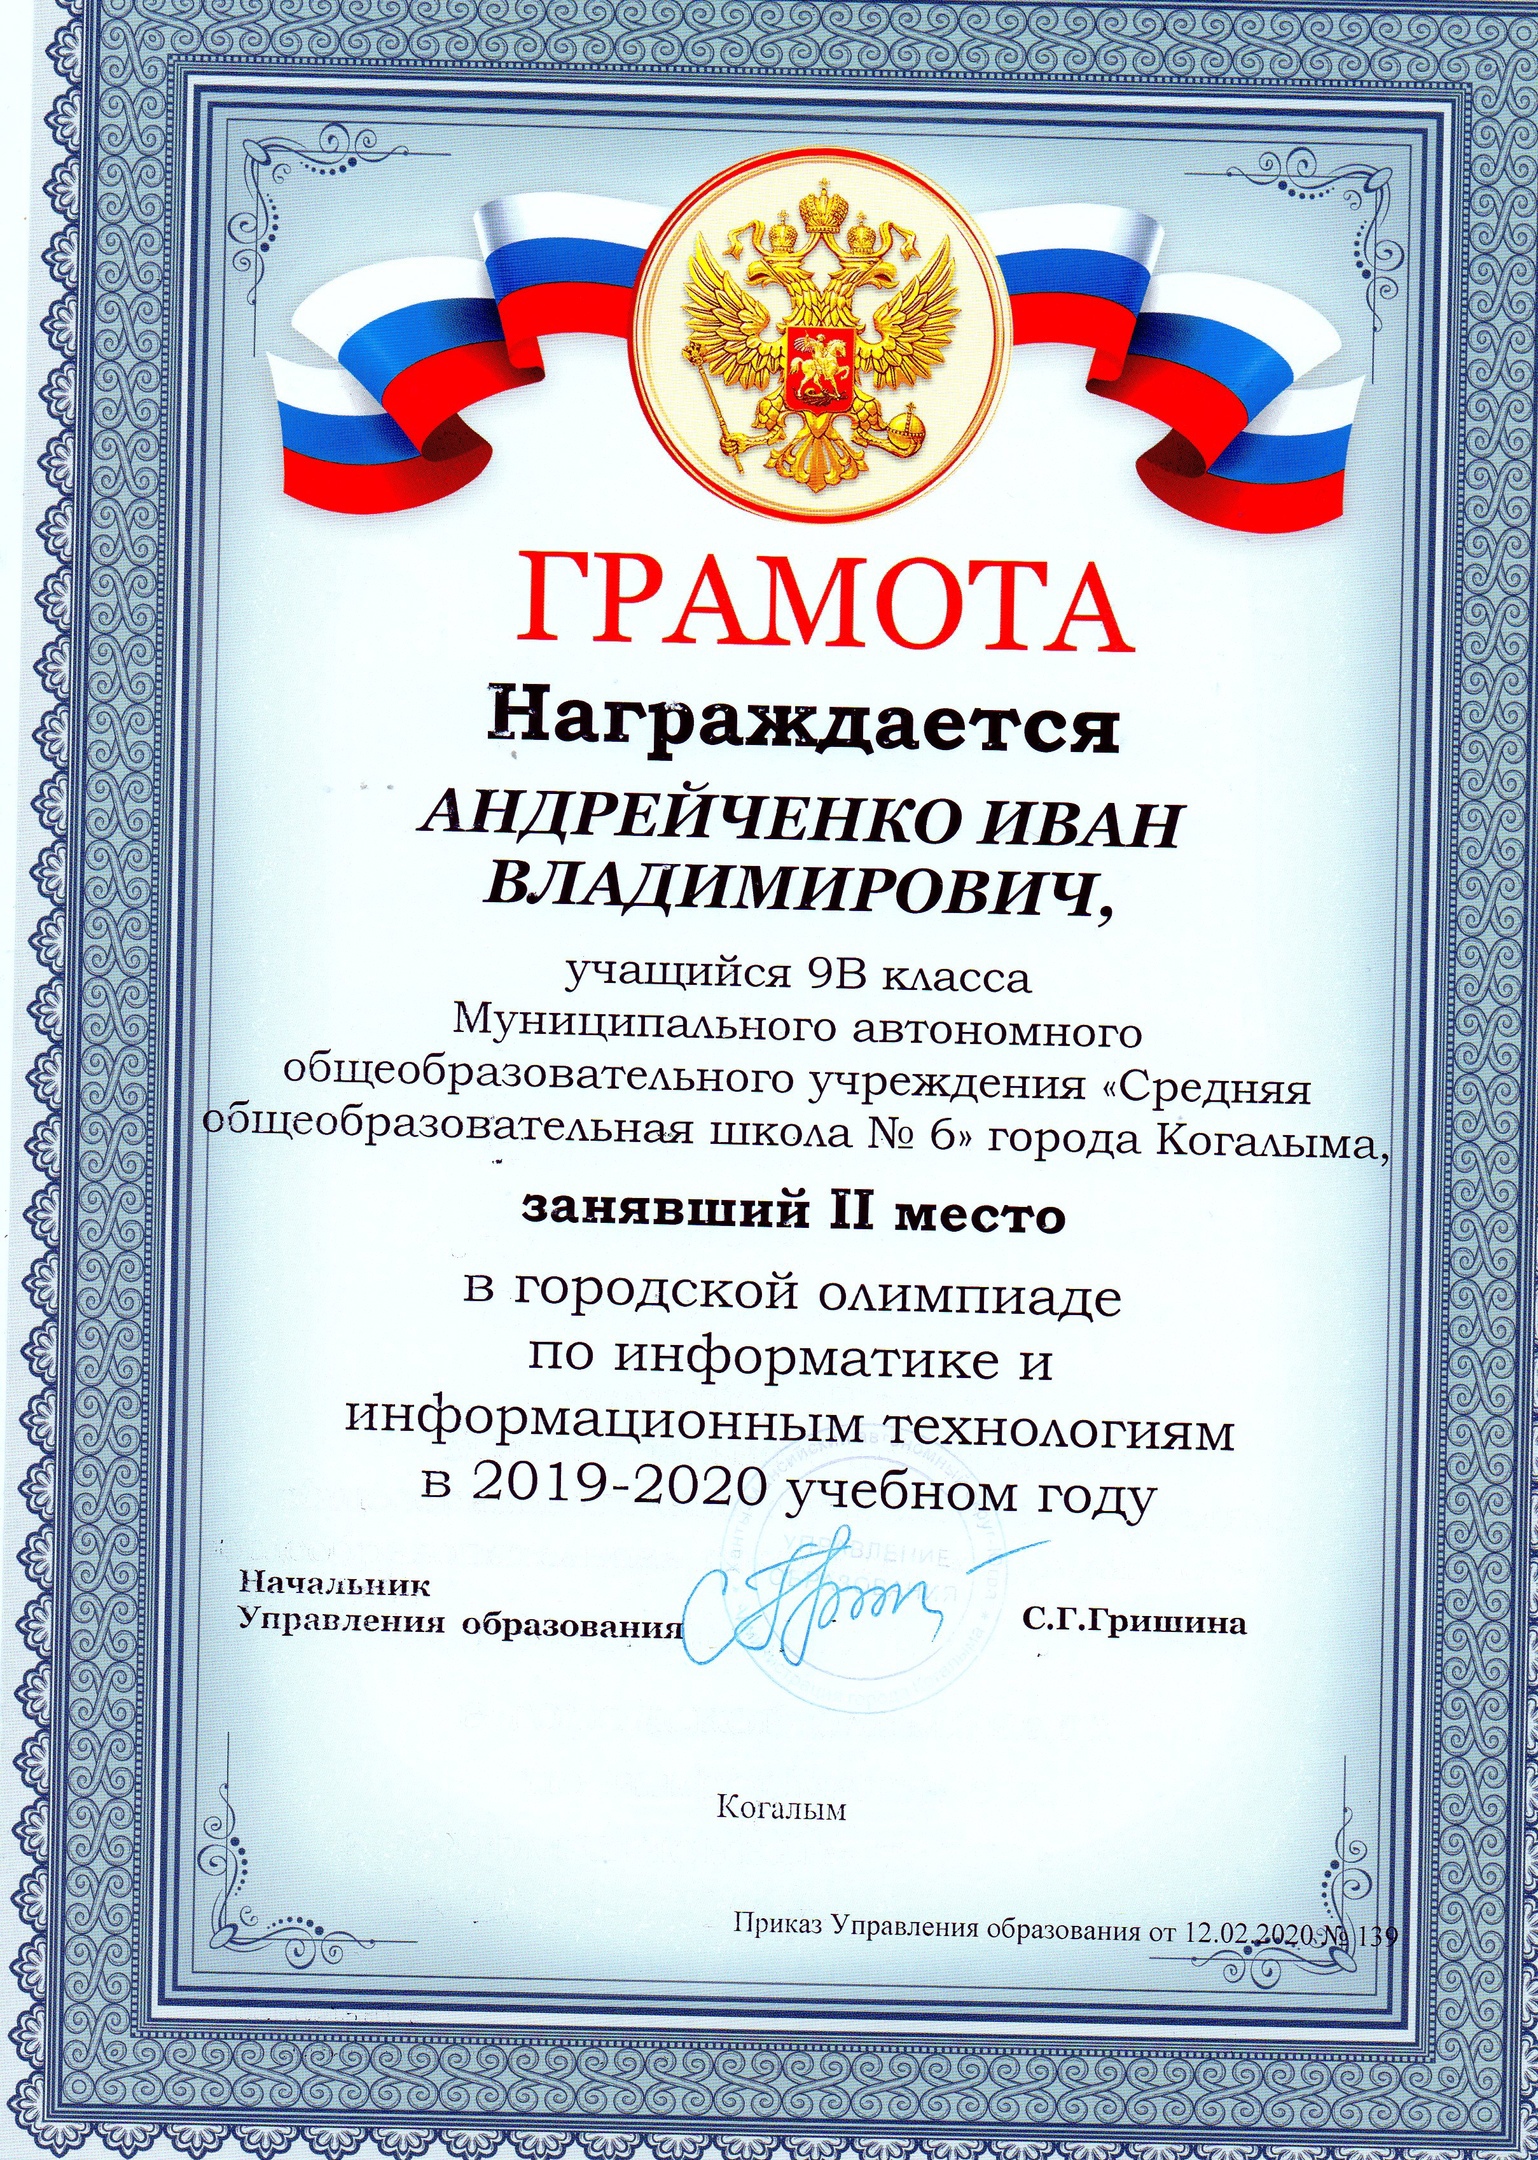 ГРАМОТА
Награждается
АНДРЕЙЧЕНКО ИВАН
ВЛАДИМИРОВИЧ,
учащийся 9В класса
Муниципального автономного
общеобразовательного учреждения «Средняя
общеобразовательная школа № 6» города Когалыма,
занявший II место
в городской олимпиаде
по информатике и
информационным технологиям
в 2019-2020 учебном году
УПРАВЛЕНИЕ
ОБРАЗОВАНИЯ
Начальник
Управления образования
С.Г.Гришина
Когалым
Приказ Управления образования от 12.02.2020 № 139